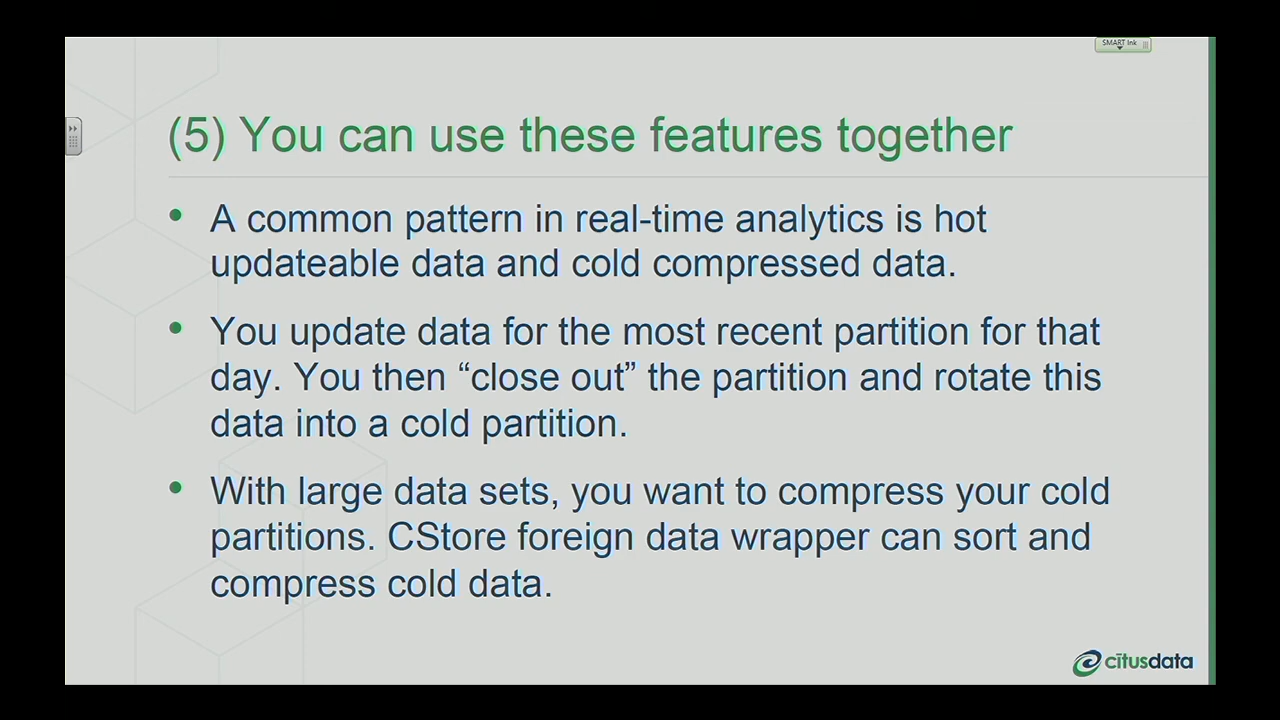 SMART Ink
(5) You can use these features together
• A common pattern in real-time analytics is hot
updateable data and cold compressed data.
• You update data for the most recent partition for that
day. You then “close out” the partition and rotate this
data into a cold partition.
• With large data sets, you want to compress your cold
partitions. CStore foreign data wrapper can sort and
compress cold data.
citusdata